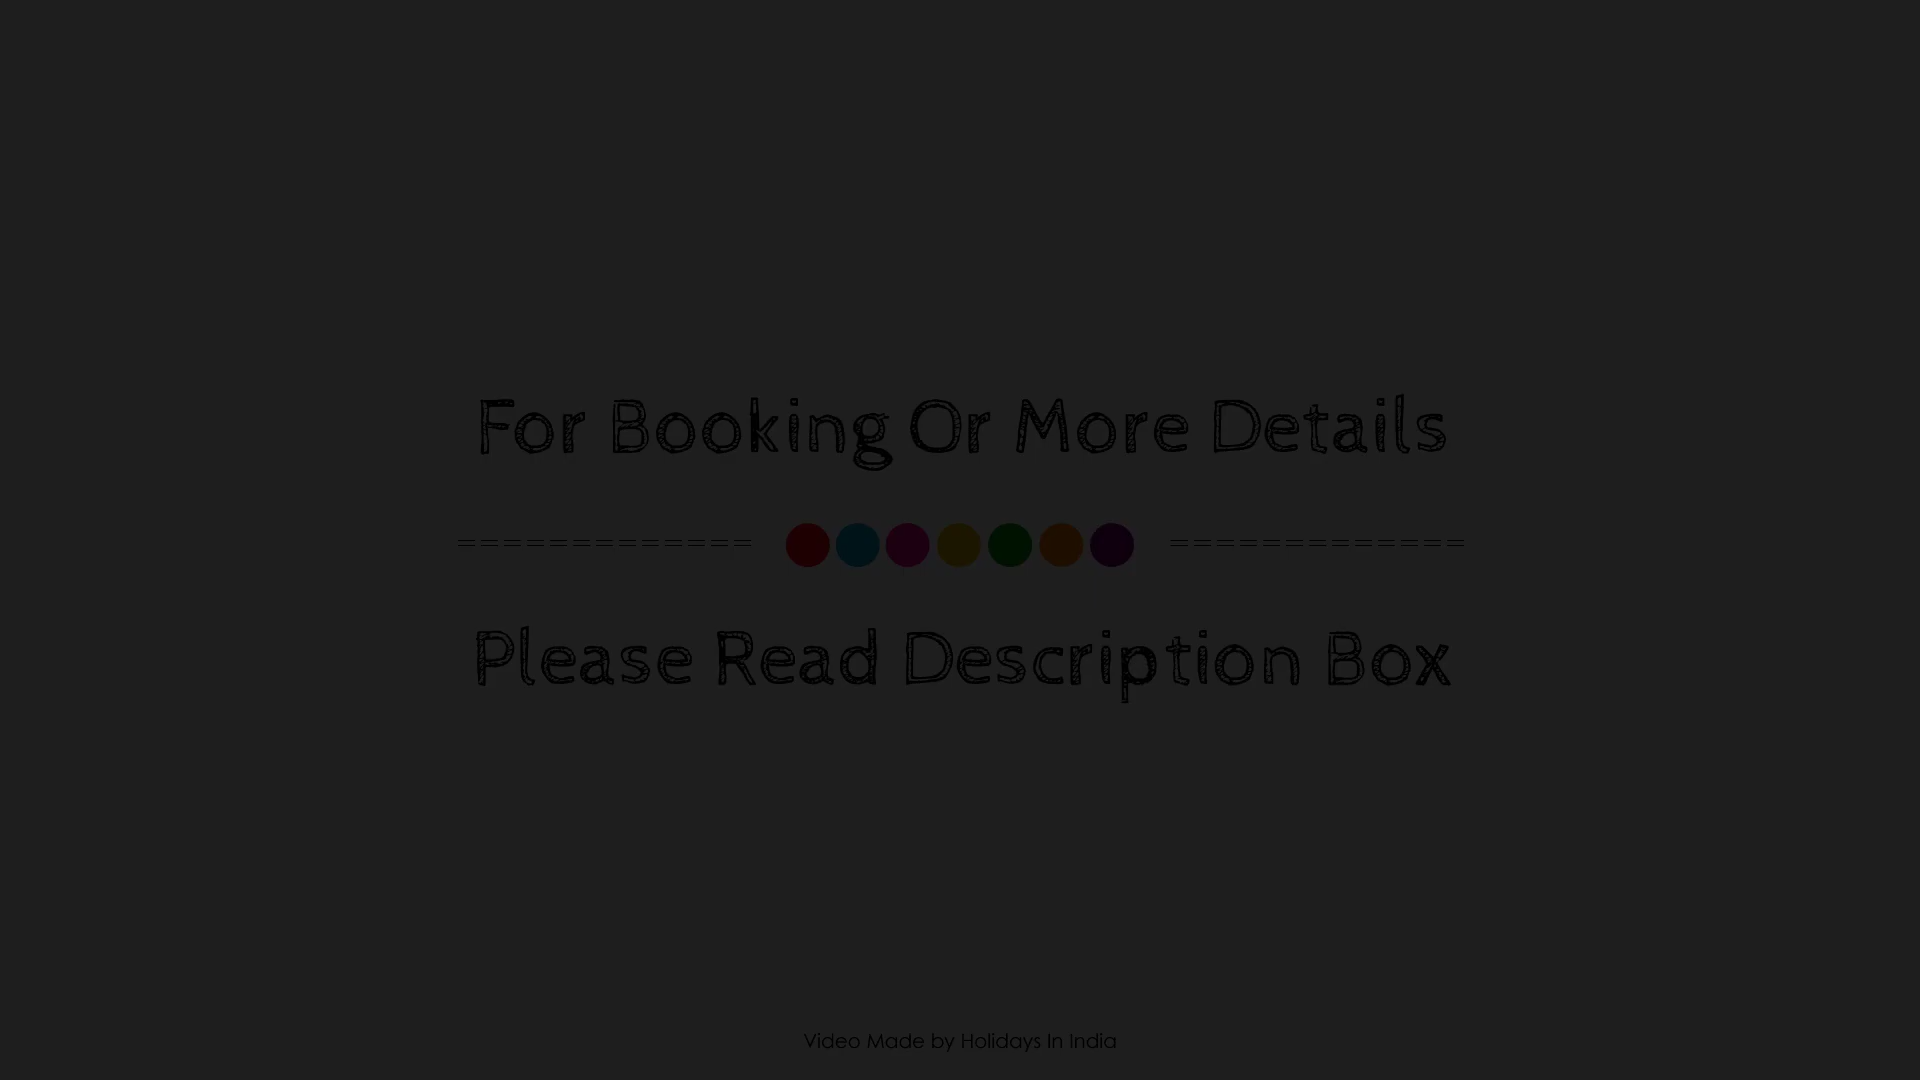 For Booking Or More Details
============= =============
Please Read Description Box
Video Made by Holidays In India